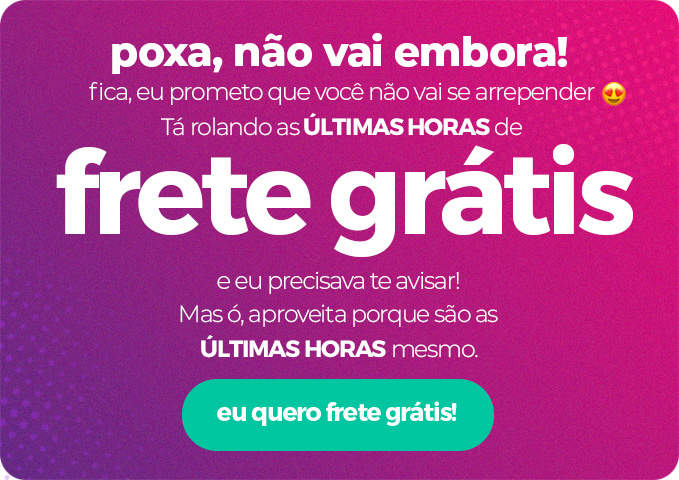 poxa, não vai embora!
fica, eu prometo que você não vai se arrepender 😍
Tá rolando as ÚLTIMAS HORAS de
frete grátis
e eu precisava te avisar!
Mas ó, aproveita porque são as
ÚLTIMAS HORAS mesmo.
eu quero frete grátis!